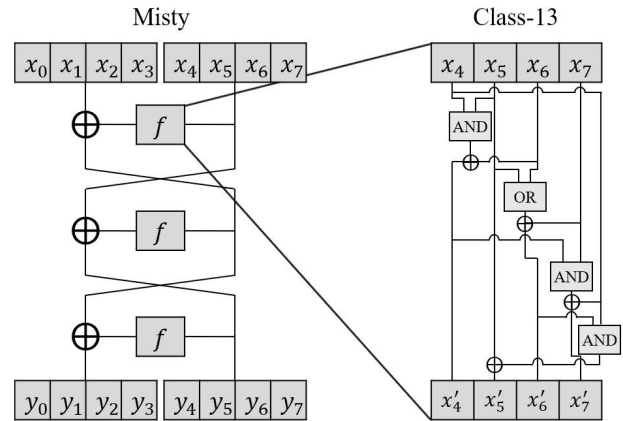 Misty Class-13
x₀ x₁ x₂ x₃ x₄ x₅ x₆ x₇ x₄ x₅ x₆ x₇
f AND
OR
f
AND
f AND
y₀ y₁ y₂ y₃ y₄ y₅ y₆ y₇ x′₄ x′₅ x′₆ x′₇